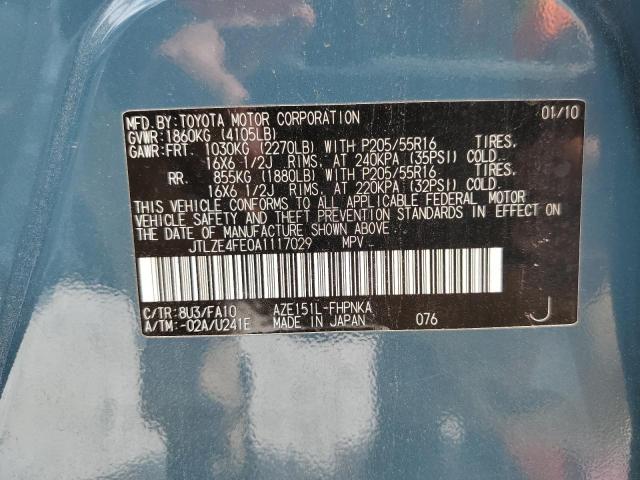 MFD. BY: TOYOTA MOTOR CORPORATION 01/10
GVWR: 1860KG (4105LB)
GAWR: FRT. 1030KG (2270LB) WITH P205/55R16 TIRES,
16X6 1/2J RIMS, AT 240KPA (35PSI) COLD.
RR. 855KG (1880LB) WITH P205/55R16 TIRES,
16X6 1/2J RIMS, AT 220KPA (32PSI) COLD.
THIS VEHICLE CONFORMS TO ALL APPLICABLE FEDERAL MOTOR
VEHICLE SAFETY AND THEFT PREVENTION STANDARDS IN EFFECT ON
THE DATE OF MANUFACTURE SHOWN ABOVE.
JTLZE4FE0A1117029 MPV
C/TR: 8U3/FA10 AZE151L-FHPNKA
A/TM: -02A/U241E MADE IN JAPAN 076 J